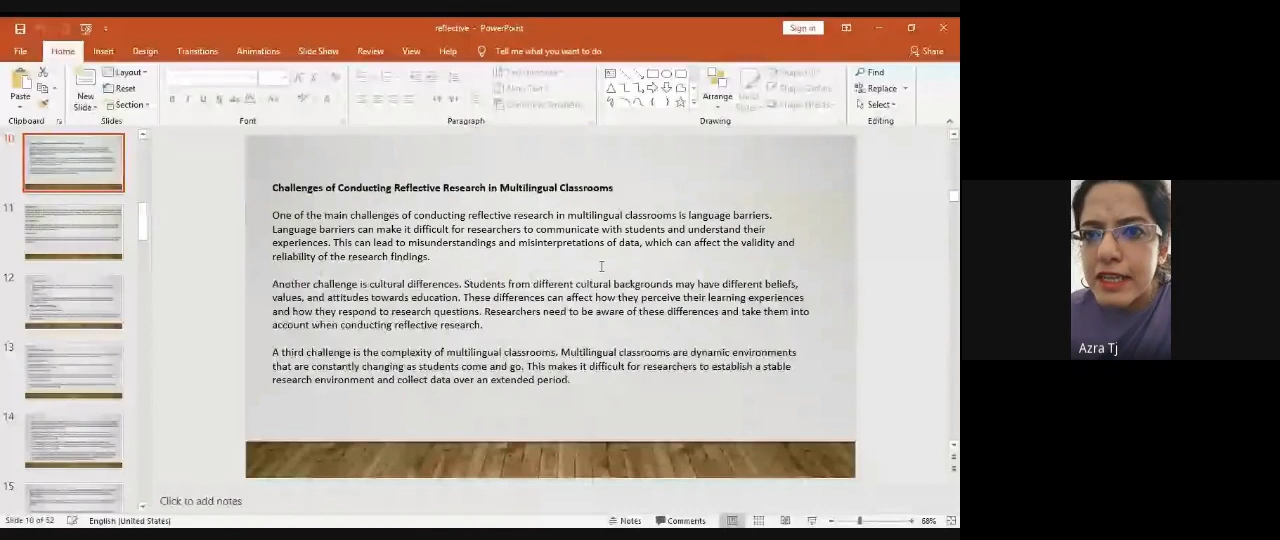 reflective - PowerPoint
Sign in
File Home Insert Design Transitions Animations Slide Show Review View Help Tell me what you want to do Share
Paste
New Slide
Layout
Reset
Section
Arrange
Find
Replace
Select
Clipboard Slides Font Paragraph Drawing Editing
10
11
12
13
14
15
Challenges of Conducting Reflective Research in Multilingual Classrooms
One of the main challenges of conducting reflective research in multilingual classrooms is language barriers.
Language barriers can make it difficult for researchers to communicate with students and understand their
experiences. This can lead to misunderstandings and misinterpretations of data, which can affect the validity and
reliability of the research findings.
Another challenge is cultural differences. Students from different cultural backgrounds may have different beliefs,
values, and attitudes towards education. These differences can affect how they perceive their learning experiences
and how they respond to research questions. Researchers need to be aware of these differences and take them into
account when conducting reflective research.
A third challenge is the complexity of multilingual classrooms. Multilingual classrooms are dynamic environments
that are constantly changing as students come and go. This makes it difficult for researchers to establish a stable
research environment and collect data over an extended period.
Click to add notes
Slide 10 of 52 English (United States) Notes Comments 68%
Azra Tj